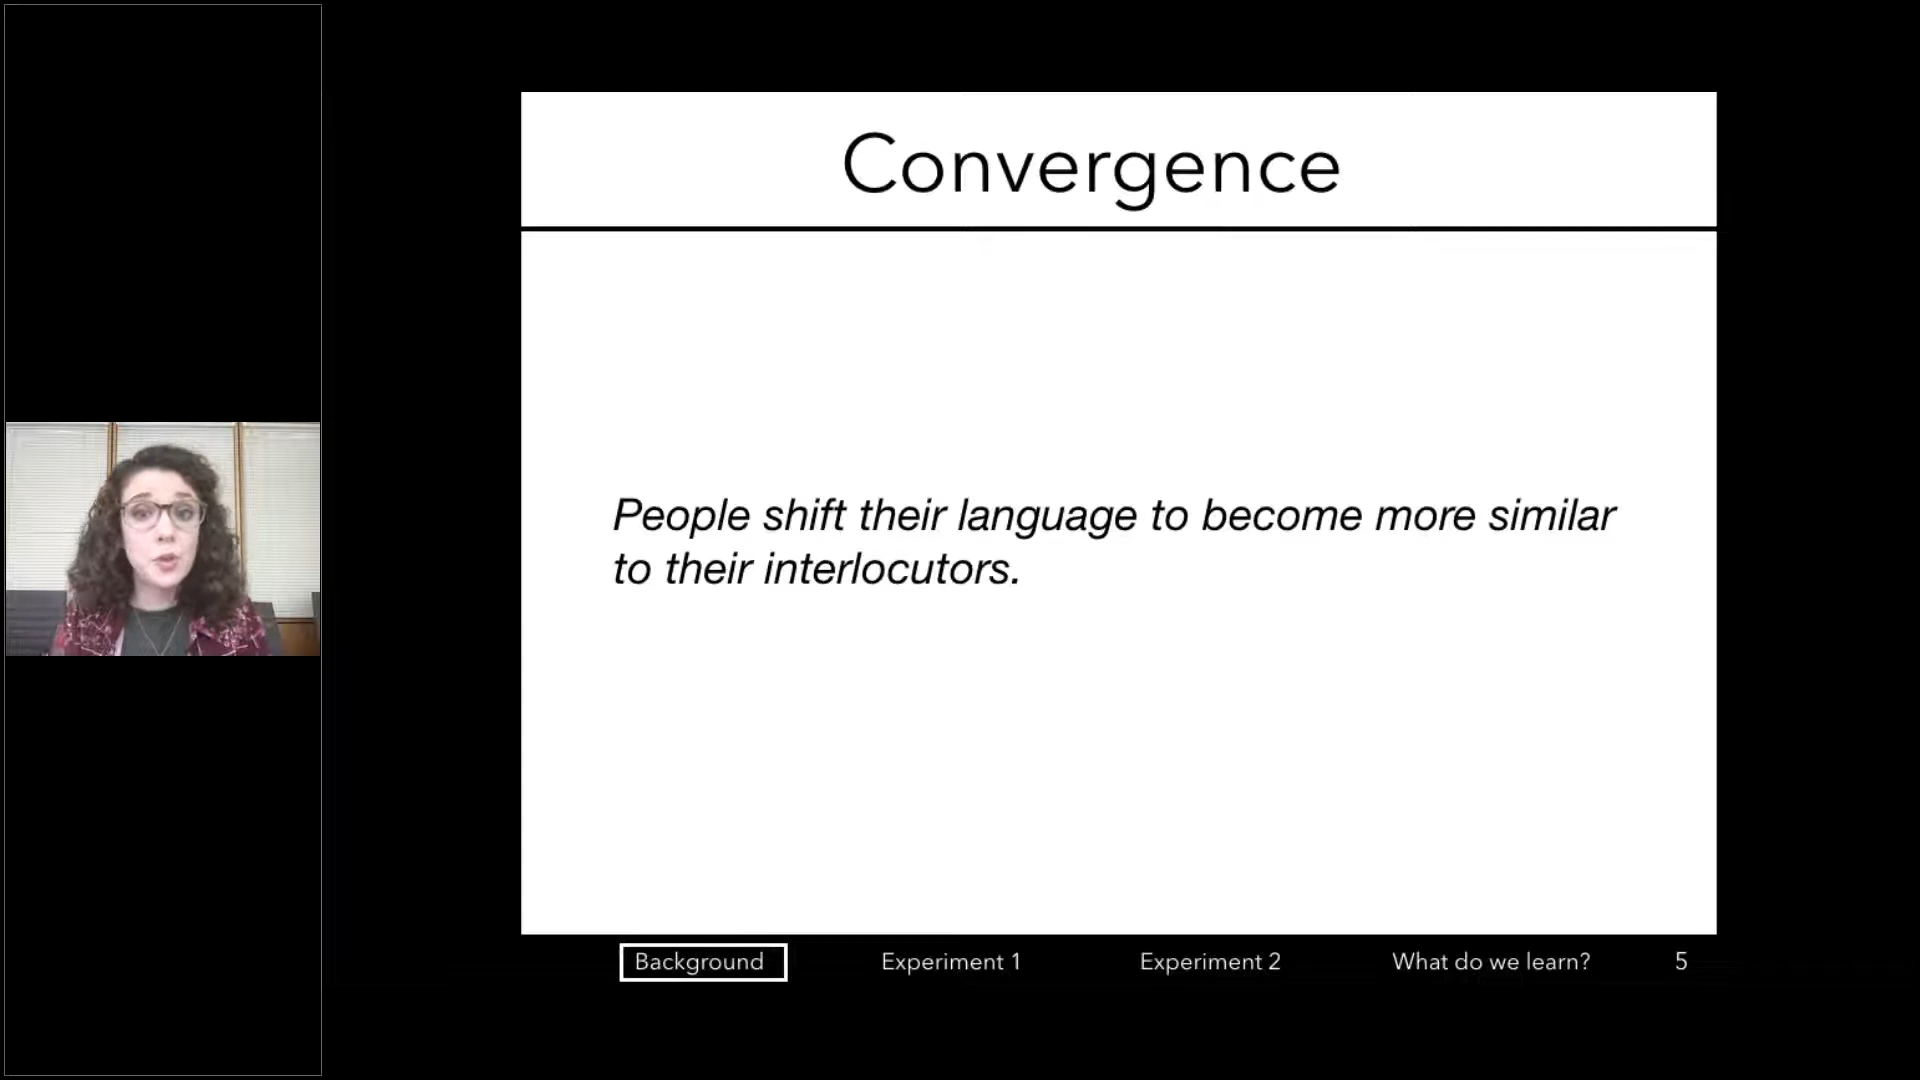 Convergence
People shift their language to become more similar
to their interlocutors.
Background Experiment 1 Experiment 2 What do we learn? 5